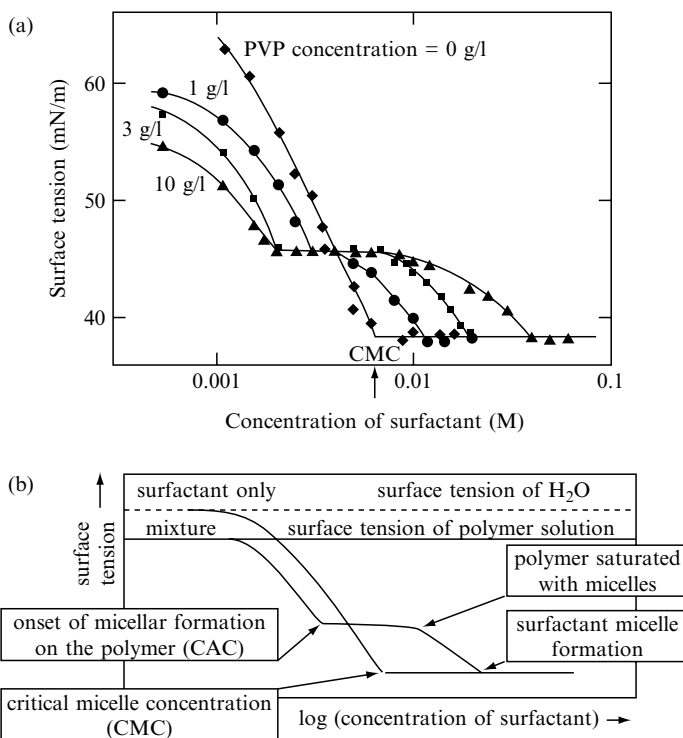 (a)
PVP concentration = 0 g/l
60
1 g/l
3 g/l
50
10 g/l
Surface tension (mN/m)
40
CMC
0.001
0.01
0.1
Concentration of surfactant (M)
(b)
surfactant only
surface tension of H₂O
mixture
surface tension of polymer solution
surface
tension
polymer saturated
with micelles
onset of micellar formation
on the polymer (CAC)
surfactant micelle
formation
critical micelle concentration
(CMC)
log (concentration of surfactant)